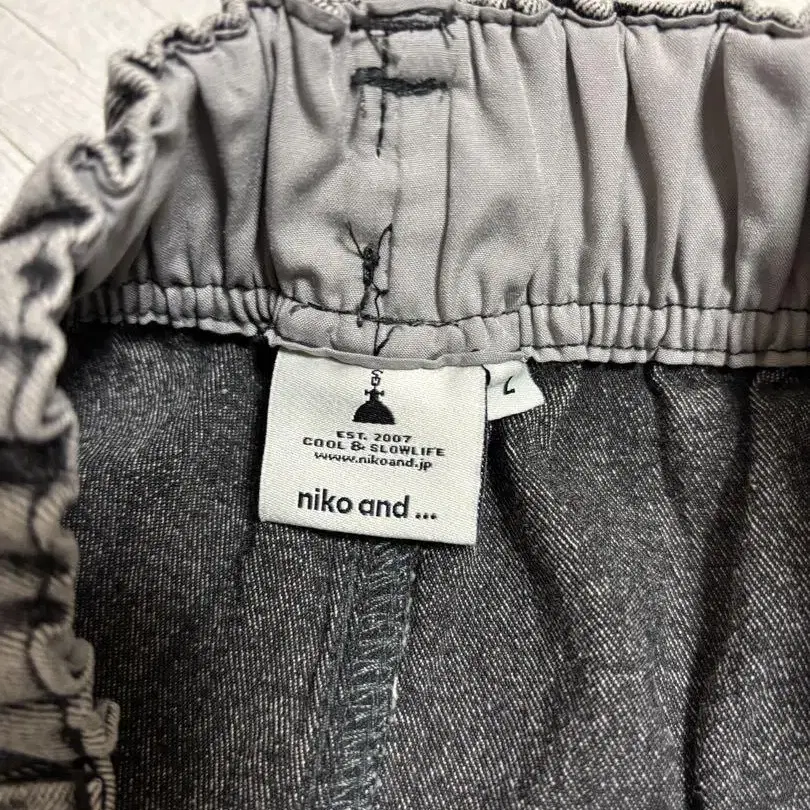 EST. 2007
COOL & SLOWLIFE
www.nikoand.jp
niko and ...
L